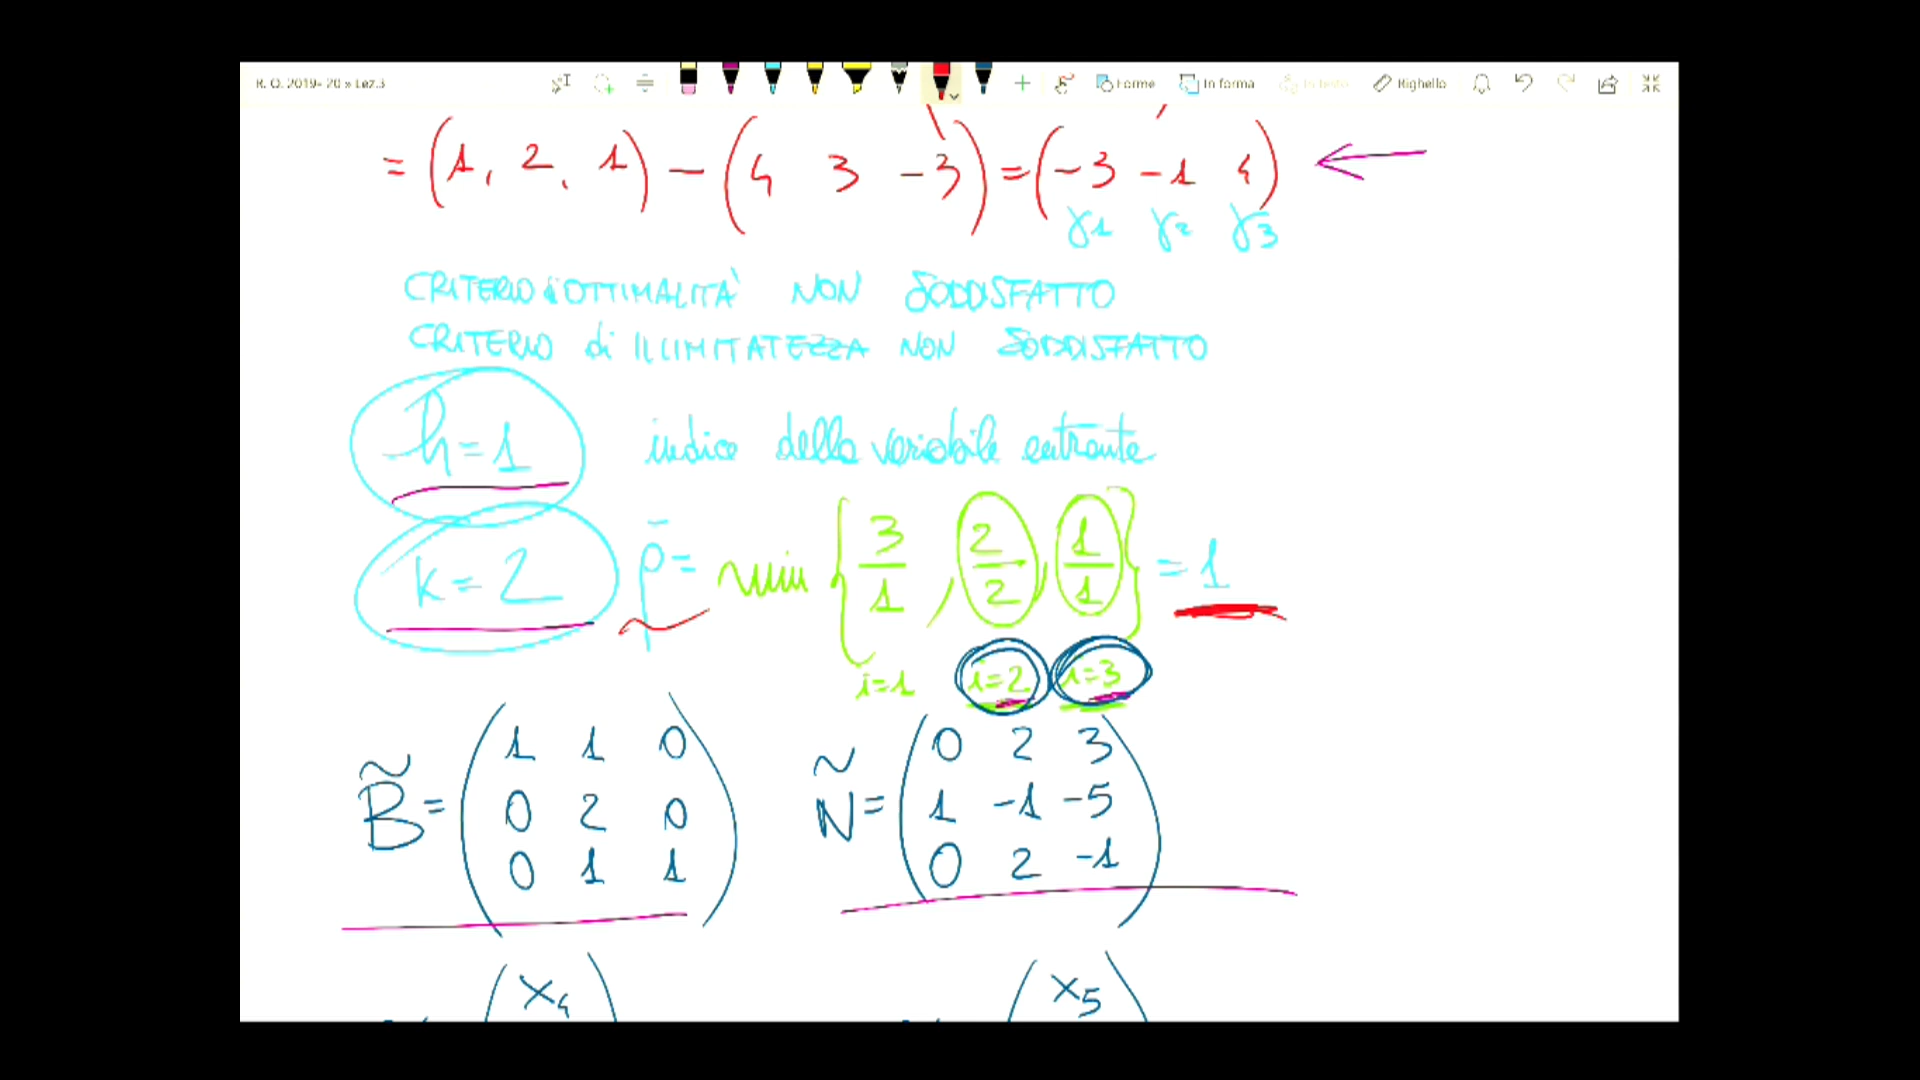 R. O. 2019- 20 » Lez.3 Forme In forma In testo Righello
= (1, 2, 1) - (4 3 -3) = (-3 -1 4)
γ1 γ2 γ3
CRITERIO di OTTIMALITÀ NON SODDISFATTO
CRITERIO di ILLIMITATEZZA NON SODDISFATTO
h=1 indice della variabile entrante
k=2 ρ̄= min { 3/1 , 2/2 , 1/1 } = 1
i=1 i=2 i=3
B̃ = ( 1 1 0 Ñ = ( 0 2 3
0 2 0 1 -1 -5
0 1 1 ) 0 2 -1 )
( x4 ) ( x5 )